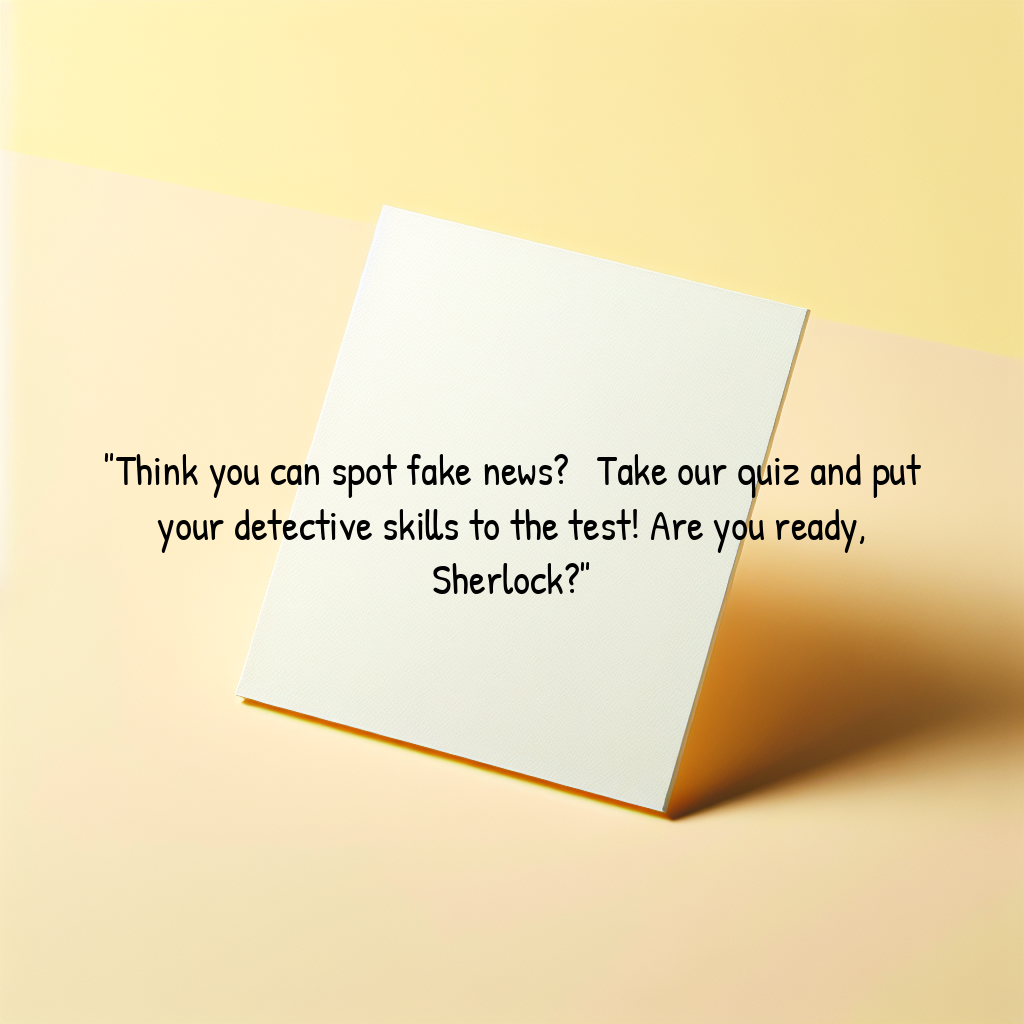 "Think you can spot fake news?   Take our quiz and put
your detective skills to the test! Are you ready,
Sherlock?"